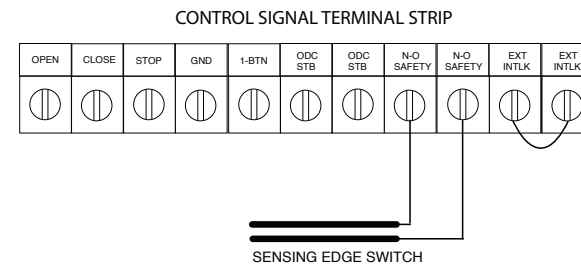 CONTROL SIGNAL TERMINAL STRIP
OPEN CLOSE STOP GND 1-BTN ODC STB ODC STB N-O SAFETY N-O SAFETY EXT INTLK EXT INTLK
SENSING EDGE SWITCH